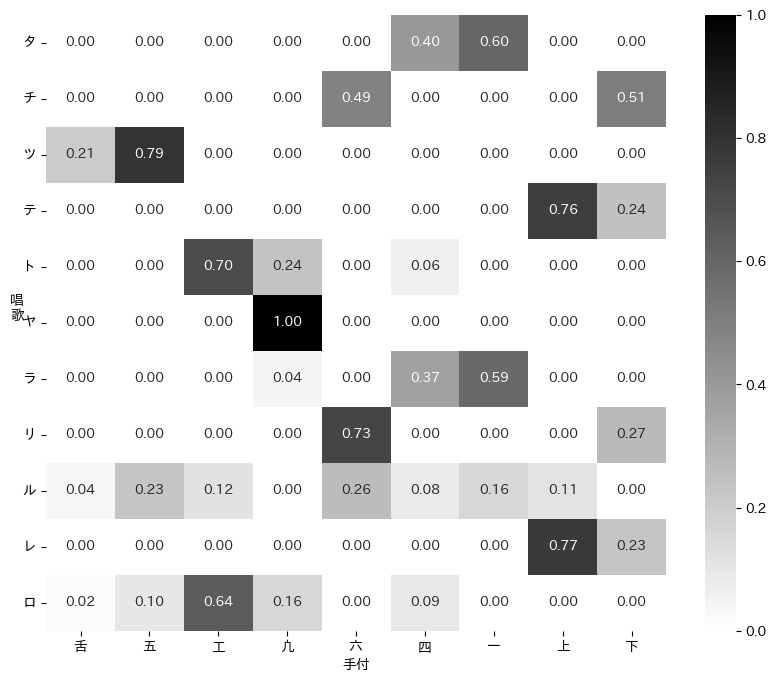 タ 0.00 0.00 0.00 0.00 0.00 0.40 0.60 0.00 0.00
チ 0.00 0.00 0.00 0.00 0.49 0.00 0.00 0.00 0.51
ツ 0.21 0.79 0.00 0.00 0.00 0.00 0.00 0.00 0.00
テ 0.00 0.00 0.00 0.00 0.00 0.00 0.00 0.76 0.24
ト 0.00 0.00 0.70 0.24 0.00 0.06 0.00 0.00 0.00
唱歌
ヤ 0.00 0.00 0.00 1.00 0.00 0.00 0.00 0.00 0.00
ラ 0.00 0.00 0.00 0.04 0.00 0.37 0.59 0.00 0.00
リ 0.00 0.00 0.00 0.00 0.73 0.00 0.00 0.00 0.27
ル 0.04 0.23 0.12 0.00 0.26 0.08 0.16 0.11 0.00
レ 0.00 0.00 0.00 0.00 0.00 0.00 0.00 0.77 0.23
ロ 0.02 0.10 0.64 0.16 0.00 0.09 0.00 0.00 0.00
舌 五 工 凢 六 四 一 上 下
手付
1.0
0.8
0.6
0.4
0.2
0.0